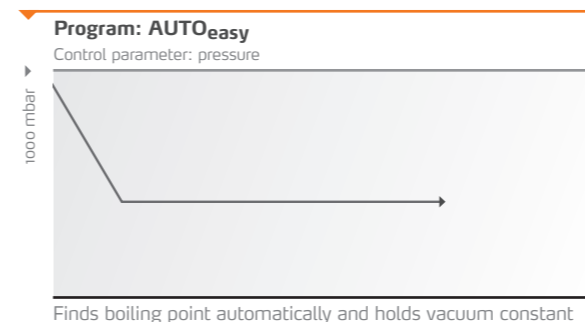 Program: AUTOeasy
Control parameter: pressure
1000 mbar
Finds boiling point automatically and holds vacuum constant